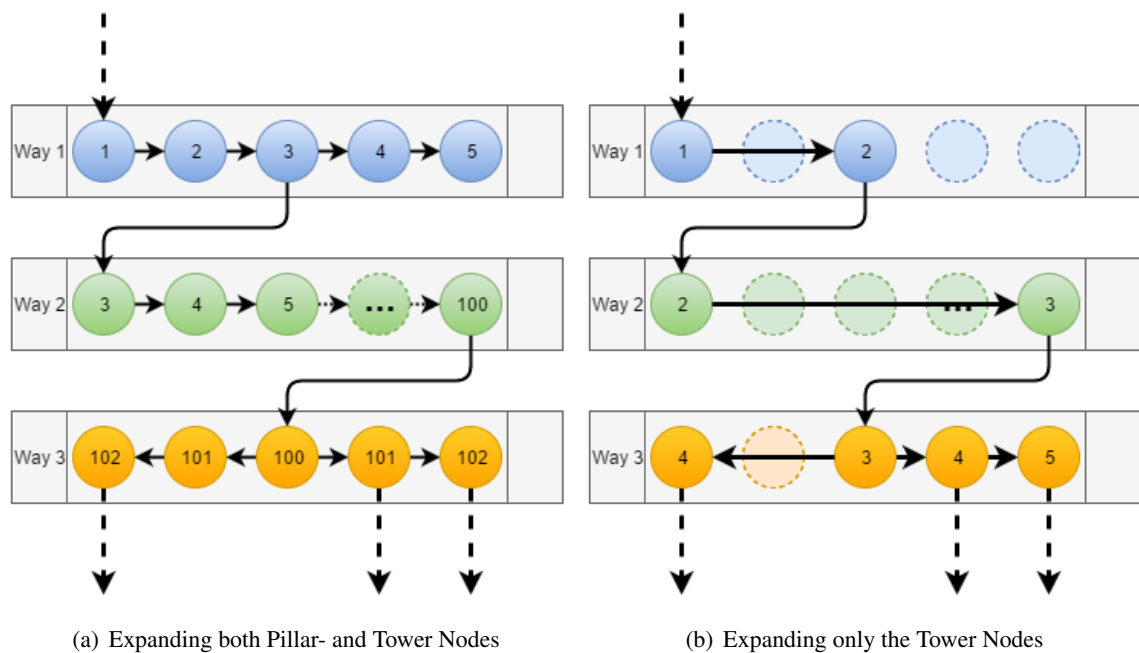 Way 1 1 2 3 4 5
Way 2 3 4 5 ... 100
Way 3 102 101 100 101 102
(a) Expanding both Pillar- and Tower Nodes
Way 1 1 2
Way 2 2 ... 3
Way 3 4 3 4 5
(b) Expanding only the Tower Nodes